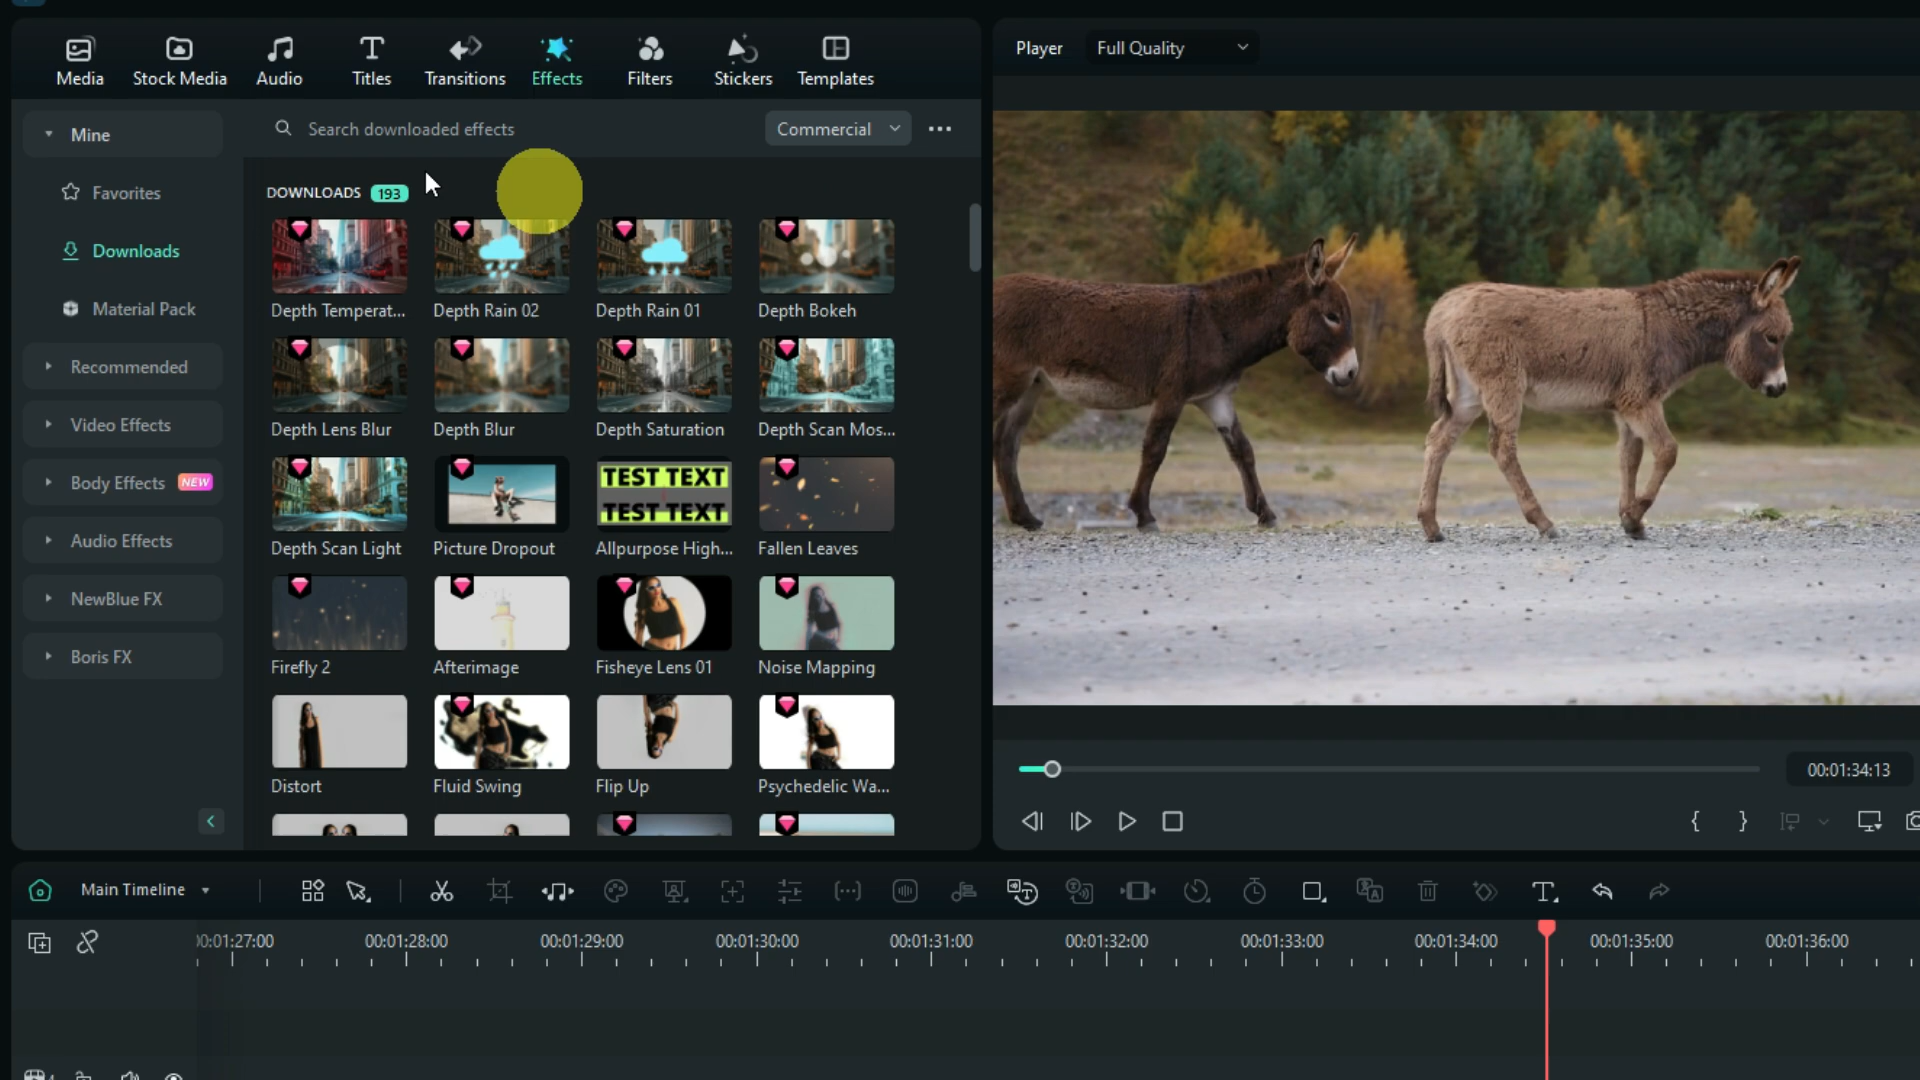 Media
Stock Media
Audio
Titles
Transitions
Effects
Filters
Stickers
Templates
Player
Full Quality
Mine
Search downloaded effects
Commercial
Favorites
Downloads
Material Pack
Recommended
Video Effects
Body Effects NEW
Audio Effects
NewBlue FX
Boris FX
DOWNLOADS 193
Depth Temperat...
Depth Rain 02
Depth Rain 01
Depth Bokeh
Depth Lens Blur
Depth Blur
Depth Saturation
Depth Scan Mos...
TEST TEXT
TEST TEXT
Depth Scan Light
Picture Dropout
Allpurpose High...
Fallen Leaves
Firefly 2
Afterimage
Fisheye Lens 01
Noise Mapping
Distort
Fluid Swing
Flip Up
Psychedelic Wa...
00:01:34:13
Main Timeline
00:01:27:00
00:01:28:00
00:01:29:00
00:01:30:00
00:01:31:00
00:01:32:00
00:01:33:00
00:01:34:00
00:01:35:00
00:01:36:00